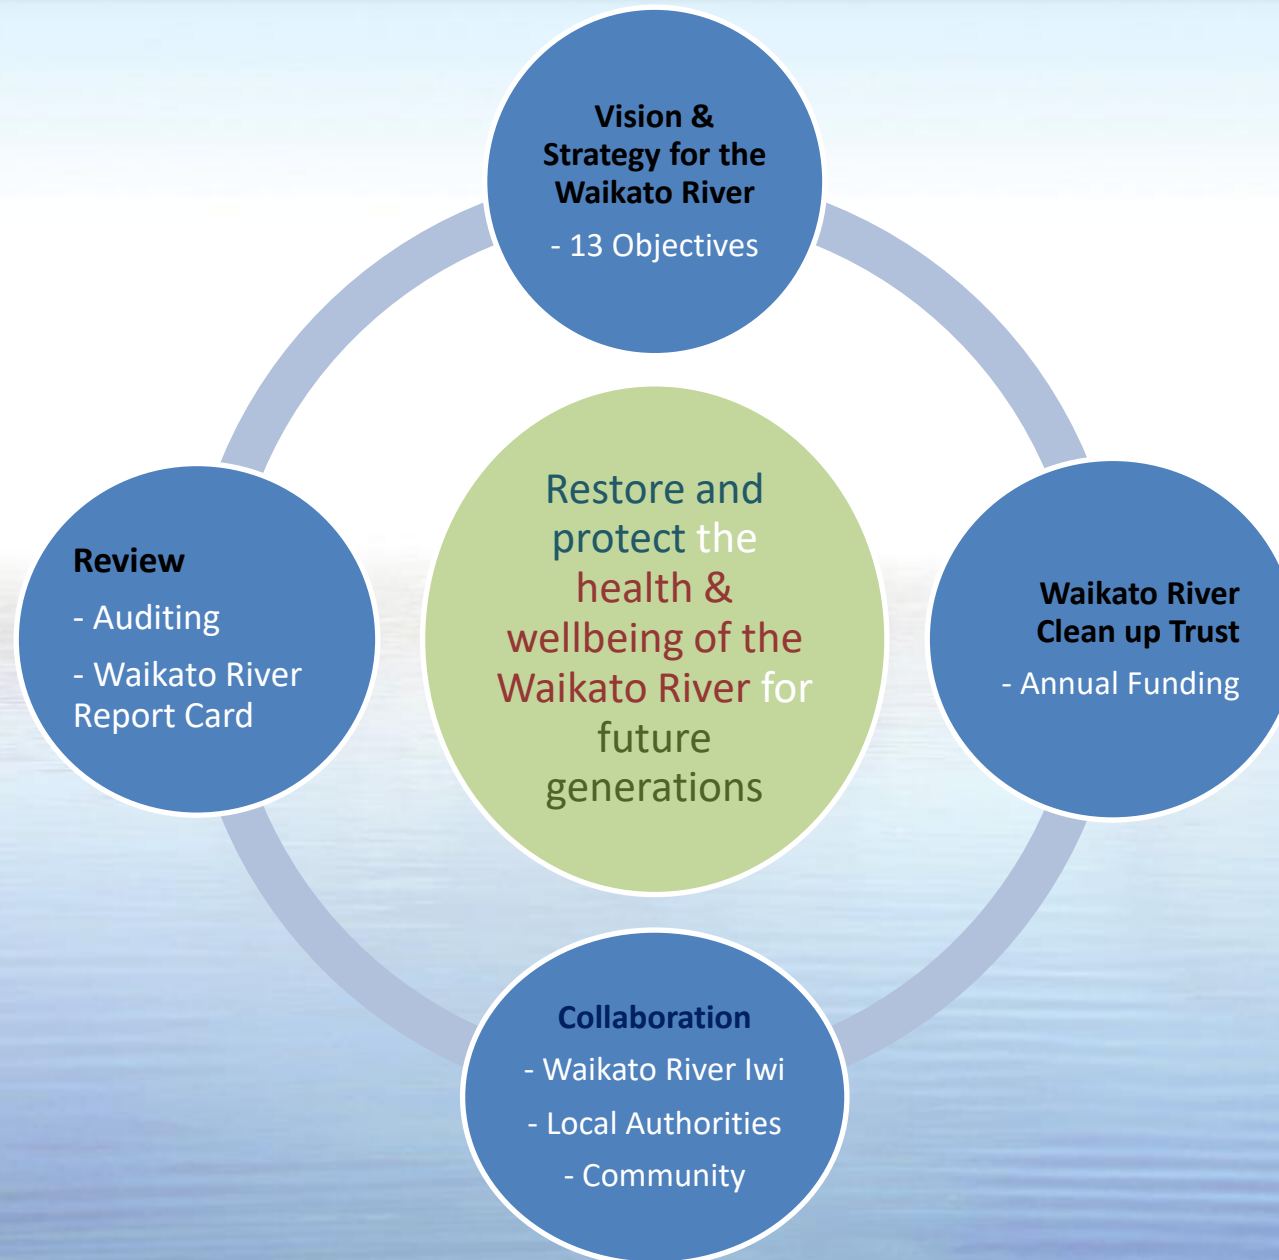 Vision &
Strategy for the
Waikato River
- 13 Objectives
Waikato River
Clean up Trust
- Annual Funding
Collaboration
- Waikato River Iwi
- Local Authorities
- Community
Review
- Auditing
- Waikato River
Report Card
Restore and
protect the
health &
wellbeing of the
Waikato River for
future
generations